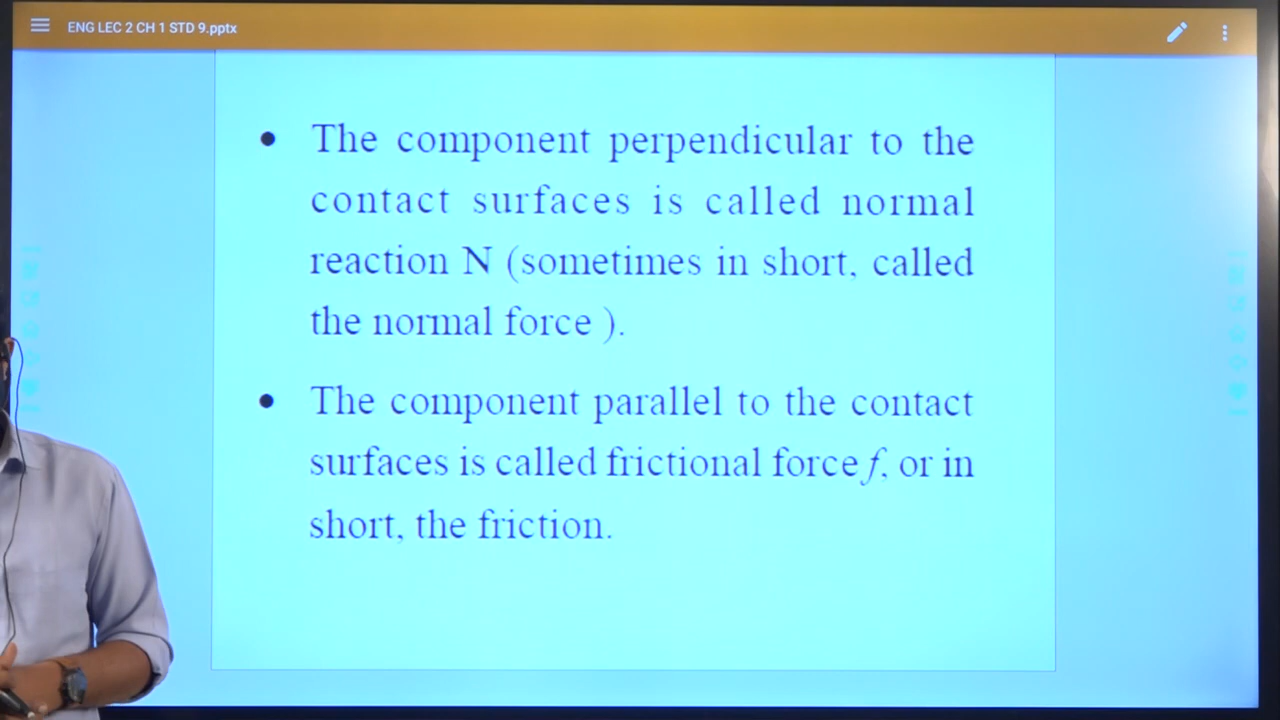 ENG LEC 2 CH 1 STD 9.pptx
• The component perpendicular to the
contact surfaces is called normal
reaction N (sometimes in short, called
the normal force ).
• The component parallel to the contact
surfaces is called frictional force f, or in
short, the friction.